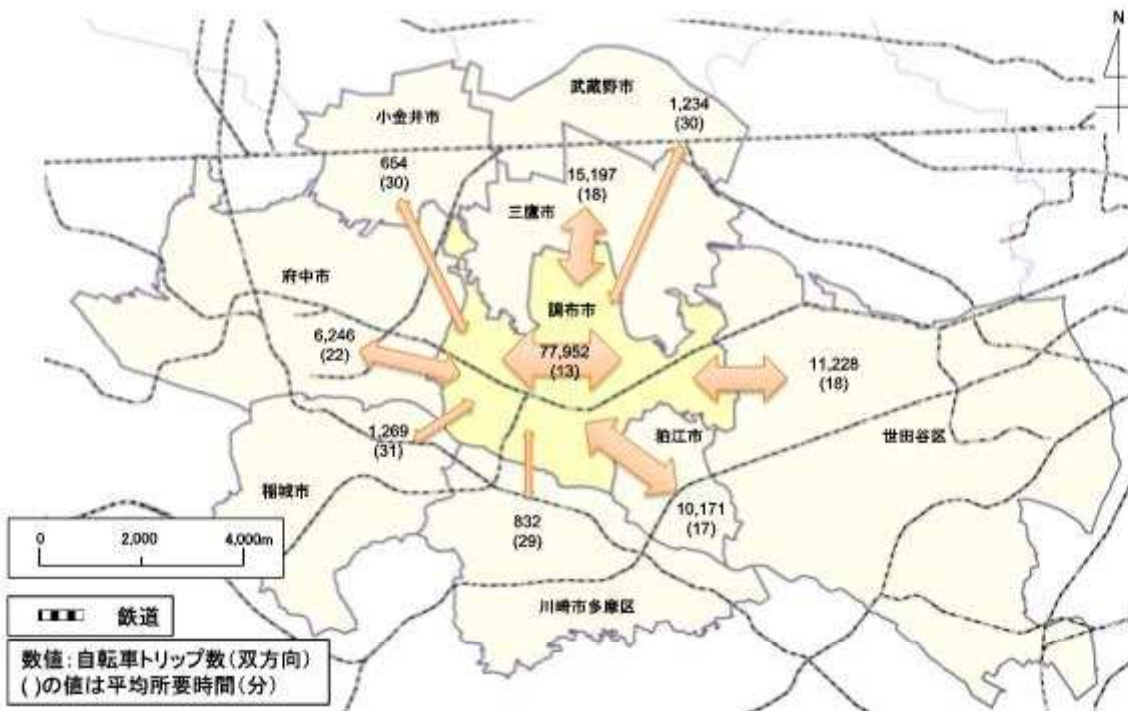 N
武蔵野市
1,234
(30)
小金井市
654
(30)
15,197
(18)
三鷹市
府中市
調布市
6,246
(22)
77,952
(13)
11,228
(18)
1,269
(31)
狛江市
世田谷区
稲城市
10,171
(17)
832
(29)
0 2,000 4,000m
川崎市多摩区
鉄道
数値:自転車トリップ数(双方向)
( )の値は平均所要時間(分)